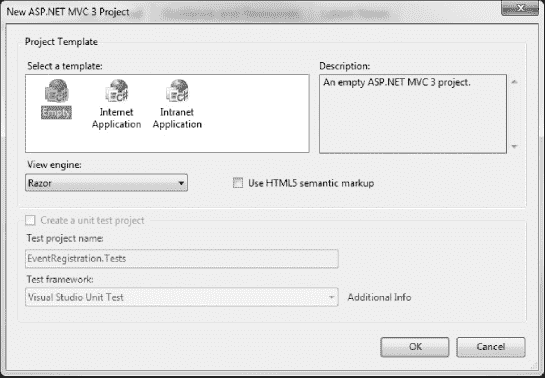 New ASP.NET MVC 3 Project
Project Template
Select a template:
Description:
Empty
Internet Application
Intranet Application
An empty ASP.NET MVC 3 project.
View engine:
Razor
Use HTML5 semantic markup
Create a unit test project
Test project name:
EventRegistration.Tests
Test framework:
Visual Studio Unit Test
Additional Info
OK
Cancel